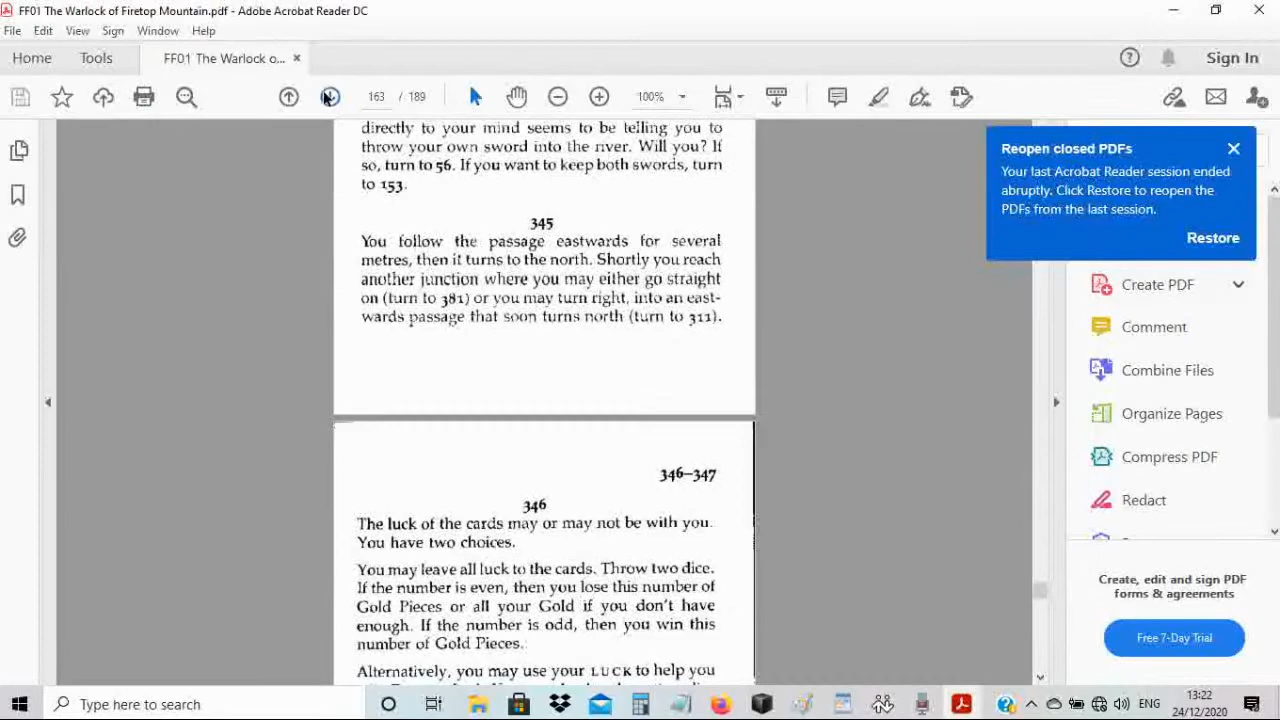 FF01 The Warlock of Firetop Mountain.pdf - Adobe Acrobat Reader DC
File Edit View Sign Window Help
Home Tools FF01 The Warlock o... × Sign In
163 / 189 100%
directly to your mind seems to be telling you to
throw your own sword into the river. Will you? If
so, turn to 56. If you want to keep both swords, turn
to 153.
345
You follow the passage eastwards for several
metres, then it turns to the north. Shortly you reach
another junction where you may either go straight
on (turn to 381) or you may turn right, into an east-
wards passage that soon turns north (turn to 311).
346–347
346
The luck of the cards may or may not be with you.
You have two choices.
You may leave all luck to the cards. Throw two dice.
If the number is even, then you lose this number of
Gold Pieces or all your Gold if you don't have
enough. If the number is odd, then you win this
number of Gold Pieces.
Alternatively, you may use your LUCK to help you
Reopen closed PDFs
Your last Acrobat Reader session ended
abruptly. Click Restore to reopen the
PDFs from the last session.
Restore
Create PDF
Comment
Combine Files
Organize Pages
Compress PDF
Redact
Create, edit and sign PDF
forms & agreements
Free 7-Day Trial
Type here to search
ENG
13:22
24/12/2020